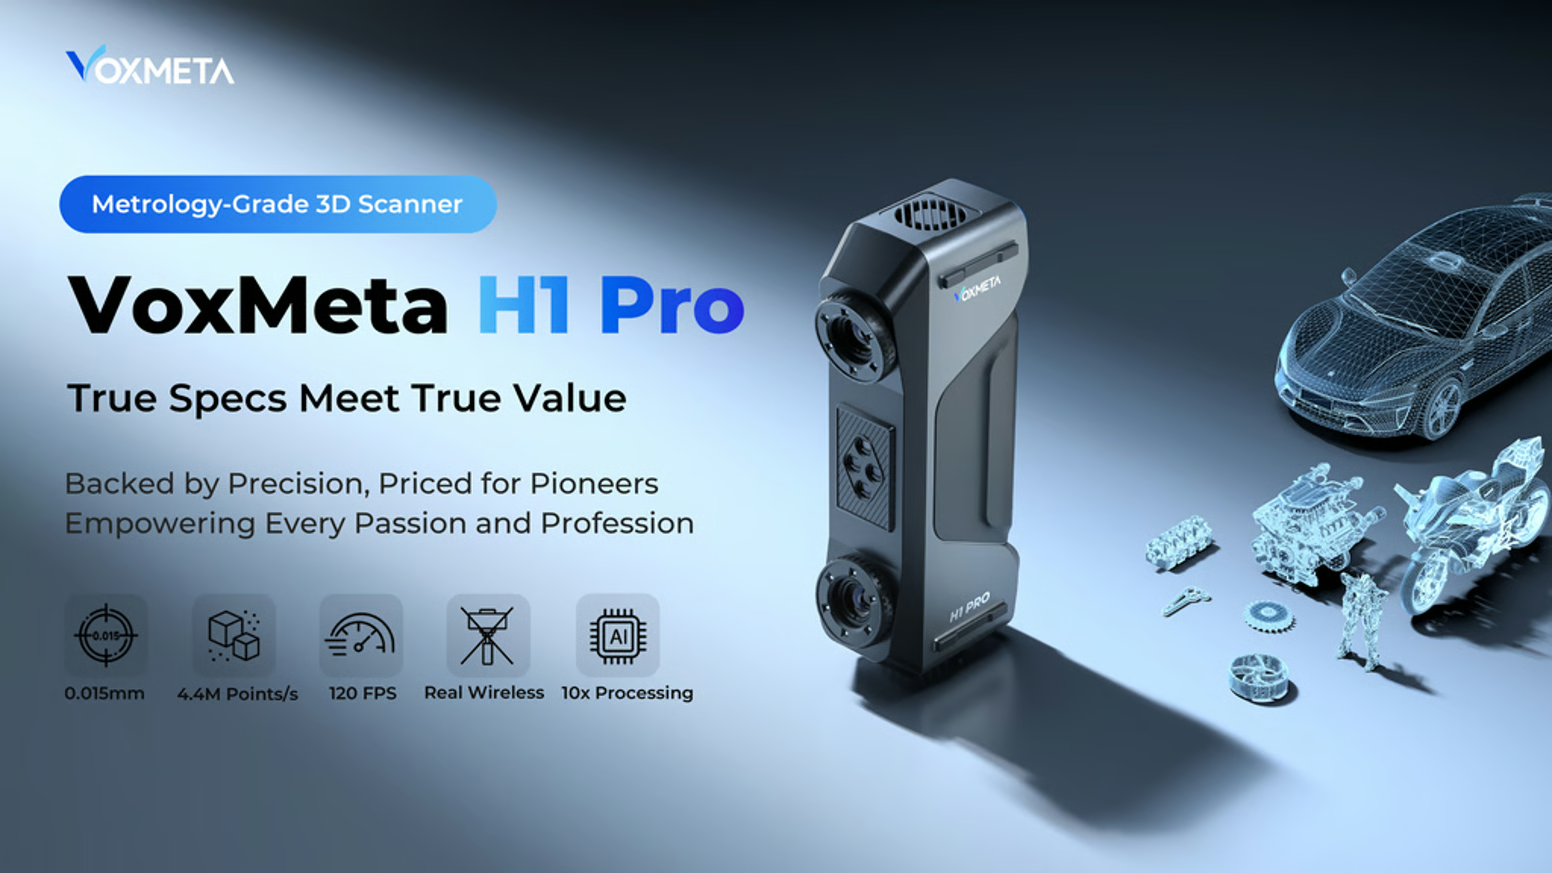 VOXMETA
Metrology-Grade 3D Scanner
VoxMeta H1 Pro
True Specs Meet True Value
Backed by Precision, Priced for Pioneers
Empowering Every Passion and Profession
0.015
AI
0.015mm
4.4M Points/s
120 FPS
Real Wireless
10x Processing
VOXMETA
H1 PRO